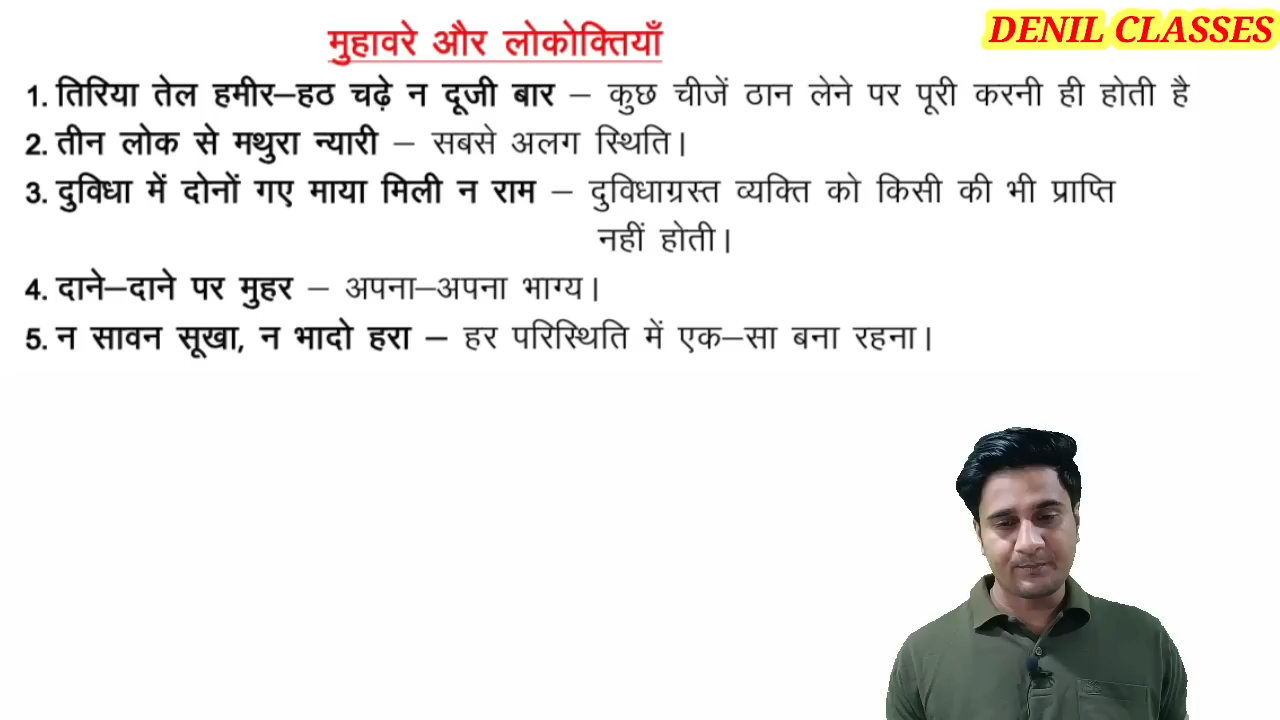 DENIL CLASSES
मुहावरे और लोकोक्तियाँ
1. तिरिया तेल हमीर–हठ चढ़े न दूजी बार – कुछ चीजें ठान लेने पर पूरी करनी ही होती है
2. तीन लोक से मथुरा न्यारी – सबसे अलग स्थिति।
3. दुविधा में दोनों गए माया मिली न राम – दुविधाग्रस्त व्यक्ति को किसी की भी प्राप्ति
नहीं होती।
4. दाने–दाने पर मुहर – अपना–अपना भाग्य।
5. न सावन सूखा, न भादो हरा – हर परिस्थिति में एक–सा बना रहना।